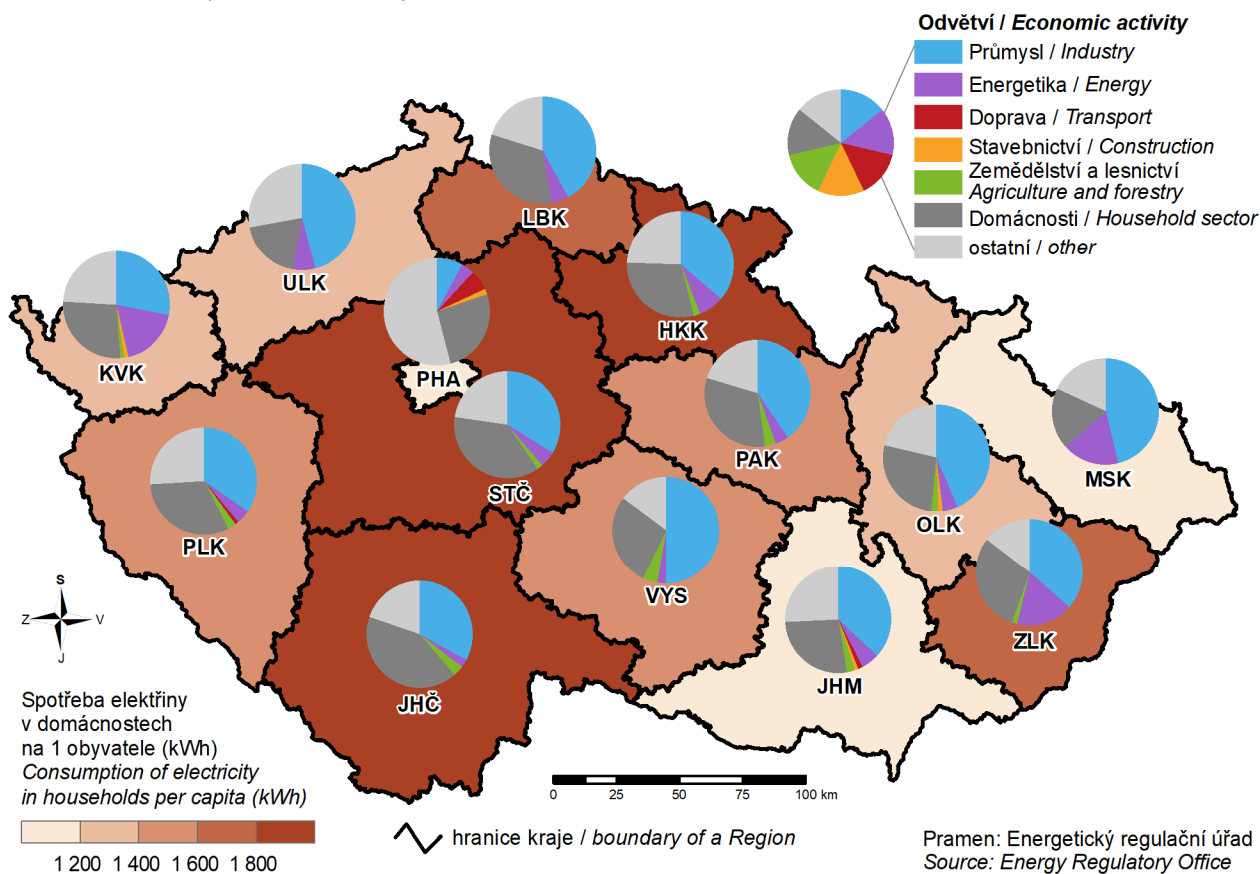 Odvětví / Economic activity
Průmysl / Industry
Energetika / Energy
Doprava / Transport
Stavebnictví / Construction
Zemědělství a lesnictví
Agriculture and forestry
Domácnosti / Household sector
ostatní / other
LBK
ULK
HKK
KVK
PHA
PAK
MSK
STČ
OLK
PLK
VYS
ZLK
JHM
JHČ
S
Z
V
J
Spotřeba elektřiny
v domácnostech
na 1 obyvatele (kWh)
Consumption of electricity
in households per capita (kWh)
1 200 1 400 1 600 1 800
0 25 50 75 100 km
hranice kraje / boundary of a Region
Pramen: Energetický regulační úřad
Source: Energy Regulatory Office